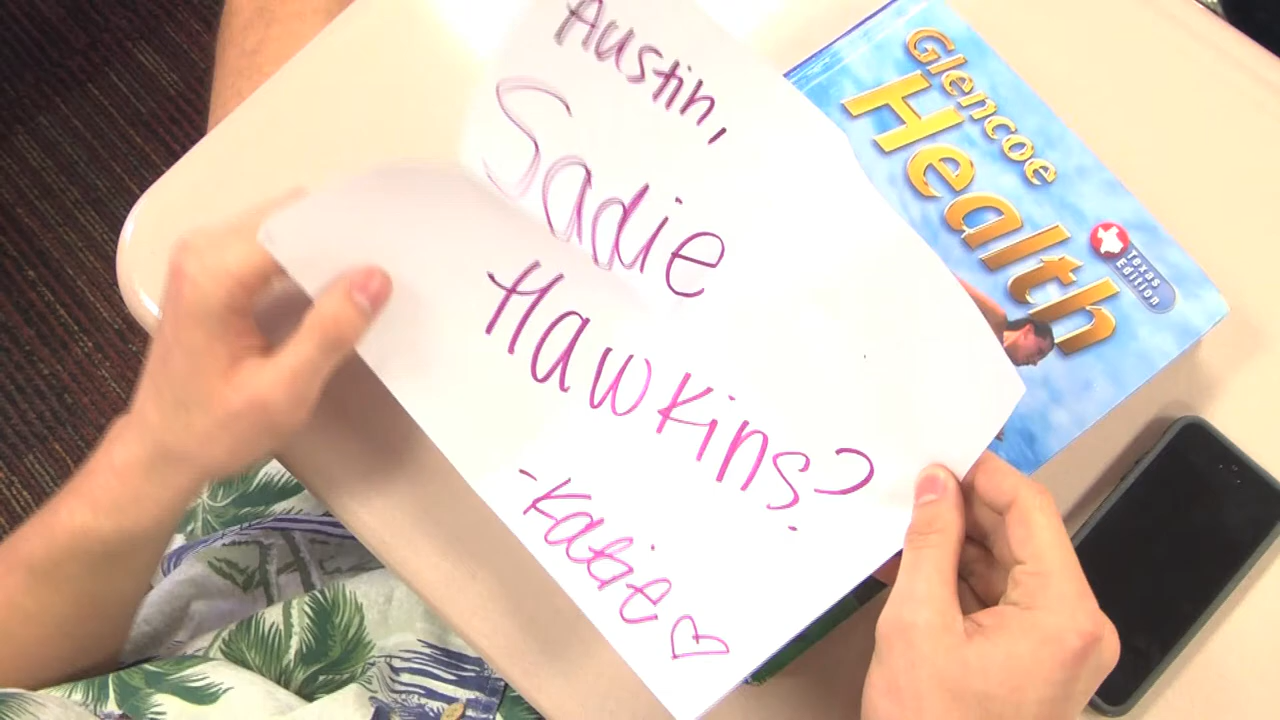 Austin,
Sadie
Hawkins?
-Katie♡
Glencoe
Health
Texas
Edition